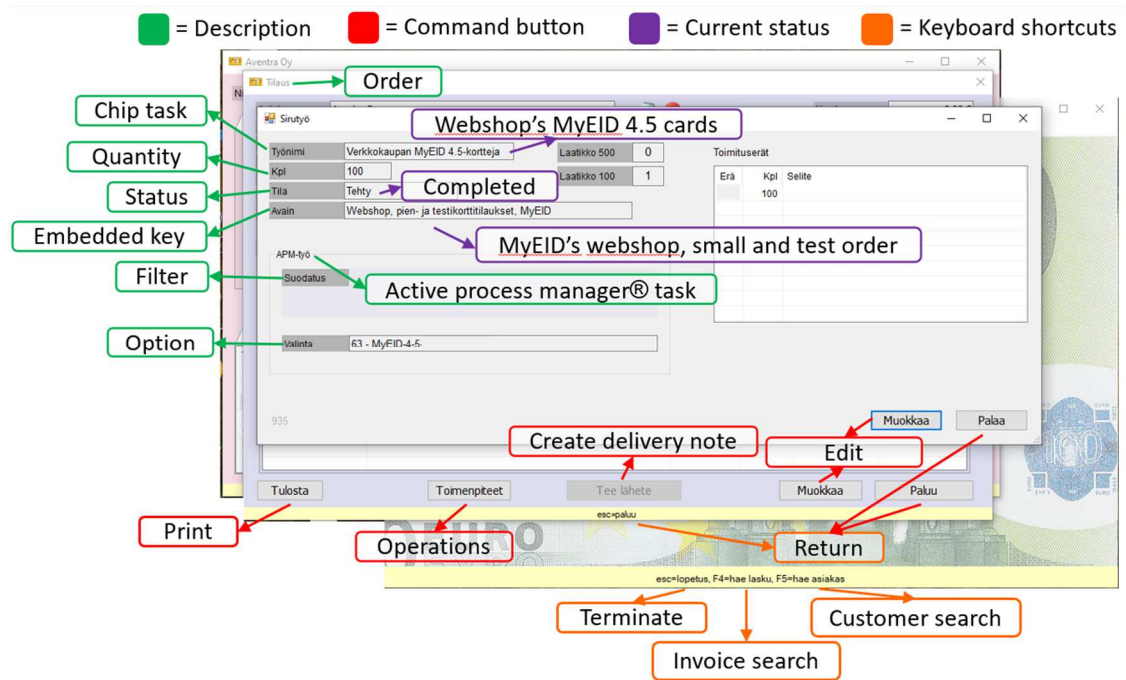 = Description
= Command button
= Current status
= Keyboard shortcuts
Aventra Oy
Tilaus
Order
Chip task
Sirutyö
Webshop's MyEID 4.5 cards
Työnimi
Verkkokaupan MyEID 4.5-kortteja
Laatikko 500
0
Toimituserät
Quantity
Kpl
100
Laatikko 100
1
Erä
Kpl
Selite
100
Status
Tila
Tehty
Completed
Embedded key
Avain
Webshop, pien- ja testikorttitilaukset, MyEID
MyEID's webshop, small and test order
APM-työ
Filter
Suodatus
Active process manager® task
Option
Valinta
63 - MyEID-4-5-
935
Muokkaa
Palaa
Create delivery note
Edit
Tulosta
Toimenpiteet
Tee lähete
Muokkaa
Paluu
esc=paluu
Print
Operations
EURO
Return
100
esc=lopetus, F4=hae lasku, F5=hae asiakas
Terminate
Customer search
Invoice search